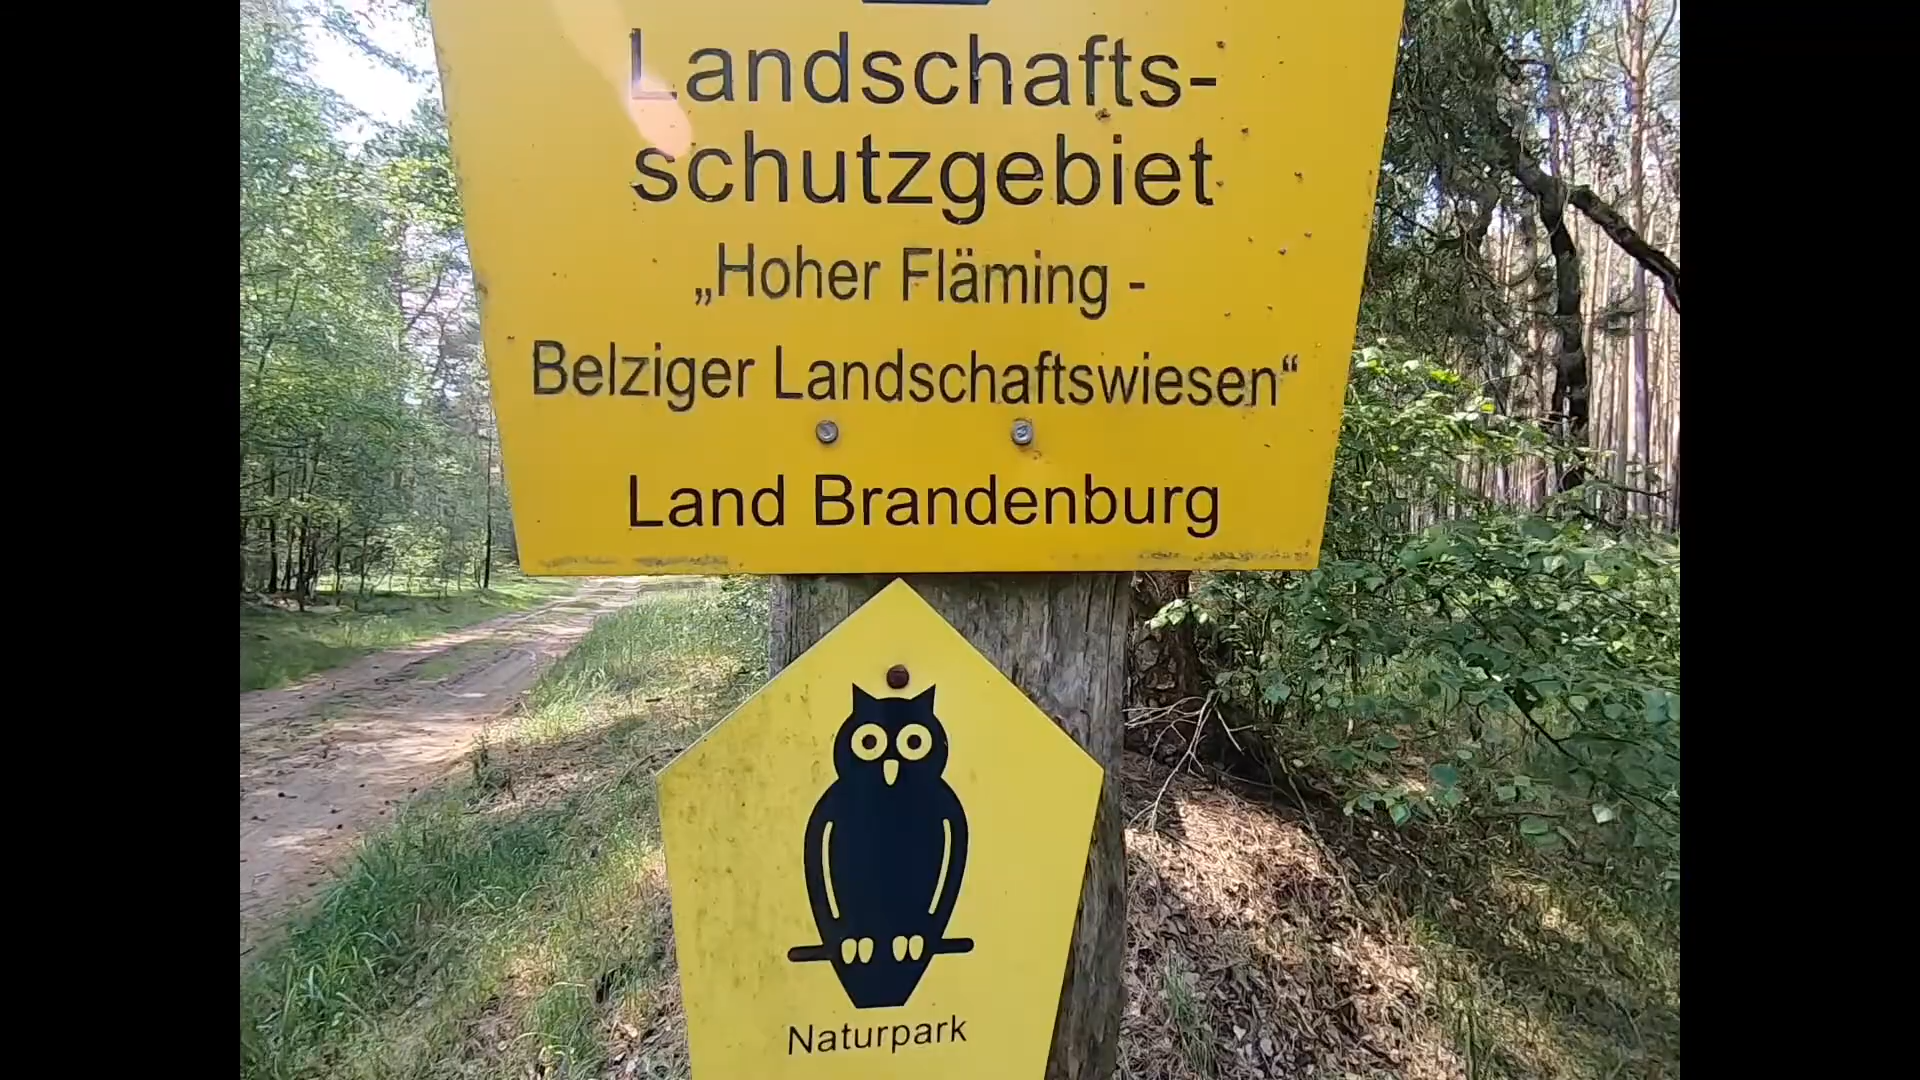 Landschafts-
schutzgebiet
„Hoher Fläming -
Belziger Landschaftswiesen“
Land Brandenburg
Naturpark